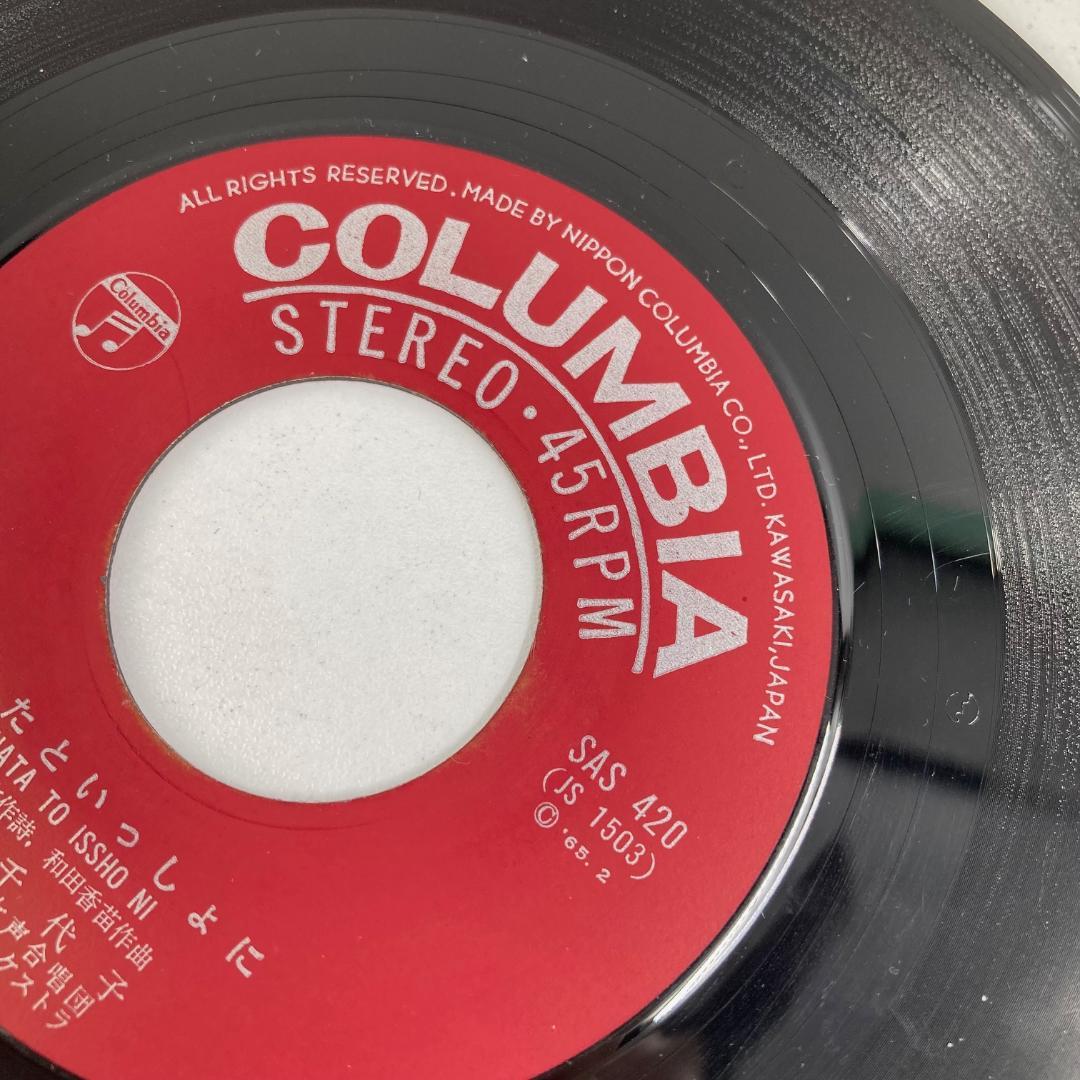 ALL RIGHTS RESERVED. MADE BY NIPPON COLUMBIA CO., LTD. KAWASAKI, JAPAN
COLUMBIA
Columbia
STEREO・45RPM
SAS 420
(JS 1503)
© '65. 2
たといっしょに
ATA TO ISSHO NI
作詩. 和田香苗作曲
千代子
声合唱団
ケストラ